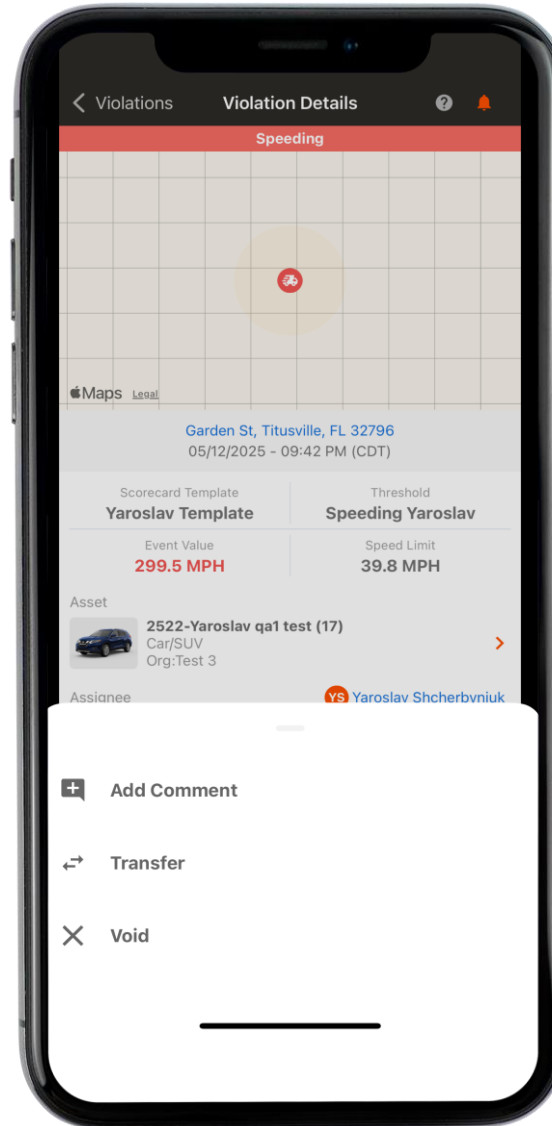 Violations
Violation Details
Speeding
Maps Legal
Garden St, Titusville, FL 32796
05/12/2025 - 09:42 PM (CDT)
Scorecard Template
Yaroslav Template
Threshold
Speeding Yaroslav
Event Value
299.5 MPH
Speed Limit
39.8 MPH
Asset
2522-Yaroslav qa1 test (17)
Car/SUV
Org:Test 3
Assignee
YS Yaroslav Shcherbyniuk
Add Comment
Transfer
Void